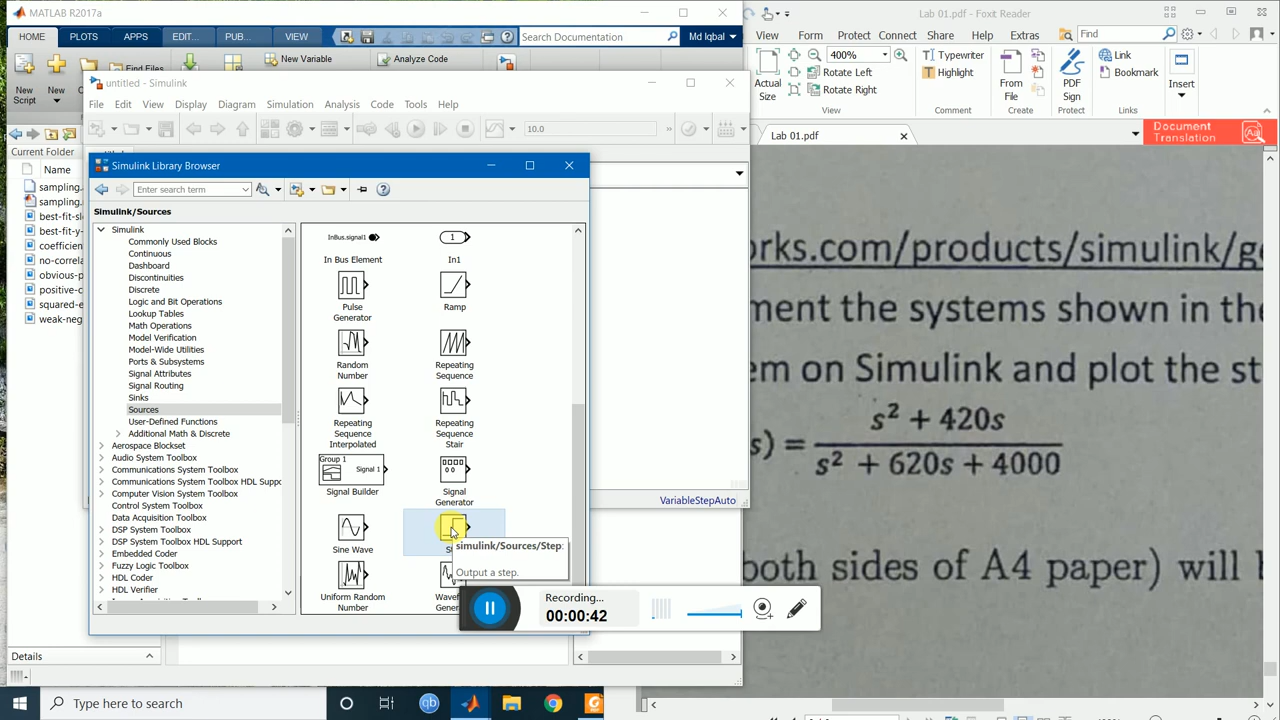 MATLAB R2017a
HOME PLOTS APPS EDIT... PUB... VIEW
Search Documentation
Md Iqbal
New Script
New
Find Files
New Variable
Analyze Code
untitled - Simulink
File Edit View Display Diagram Simulation Analysis Code Tools Help
10.0
»
Current Folder
Name
sampling.
sampling.
best-fit-sl
best-fit-y-
coefficien
no-correla
obvious-p
positive-c
squared-e
weak-neg
Details
VariableStepAuto
Simulink Library Browser
Enter search term
Simulink/Sources
Simulink
Commonly Used Blocks
Continuous
Dashboard
Discontinuities
Discrete
Logic and Bit Operations
Lookup Tables
Math Operations
Model Verification
Model-Wide Utilities
Ports & Subsystems
Signal Attributes
Signal Routing
Sinks
Sources
User-Defined Functions
Additional Math & Discrete
Aerospace Blockset
Audio System Toolbox
Communications System Toolbox
Communications System Toolbox HDL Suppo
Computer Vision System Toolbox
Control System Toolbox
Data Acquisition Toolbox
DSP System Toolbox
DSP System Toolbox HDL Support
Embedded Coder
Fuzzy Logic Toolbox
HDL Coder
HDL Verifier
InBus.signal1
In Bus Element
1
In1
Pulse Generator
Ramp
Random Number
Repeating Sequence
Repeating Sequence Interpolated
Repeating Sequence Stair
Group 1
Signal 1
Signal Builder
Signal Generator
Sine Wave
simulink/Sources/Step:
Output a step.
Uniform Random Number
Recording...
00:00:42
Lab 01.pdf - Foxit Reader
View Form Protect Connect Share Help Extras
Find
Actual Size
400%
Rotate Left
Rotate Right
View
Typewriter
Highlight
Comment
From File
Create
PDF Sign
Protect
Link
Bookmark
Links
Insert
Lab 01.pdf
Document Translation
orks.com/products/simulink/ge
ment the systems shown in the
em on Simulink and plot the st
s) = s² + 420s / s² + 620s + 4000
both sides of A4 paper) will b
Type here to search